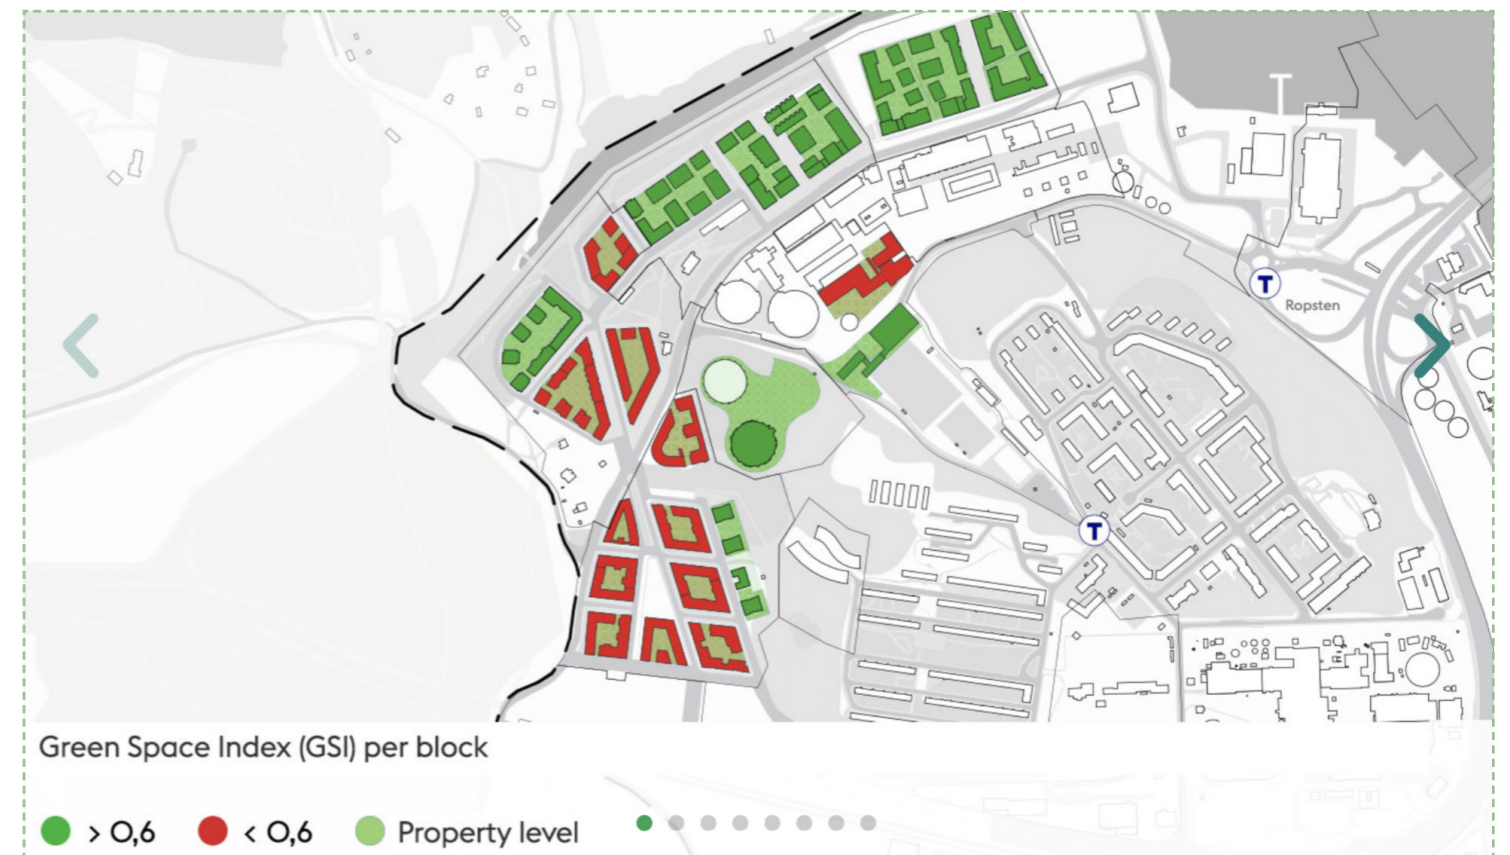 T
Ropsten
T
Green Space Index (GSI) per block
> 0,6
< 0,6
Property level